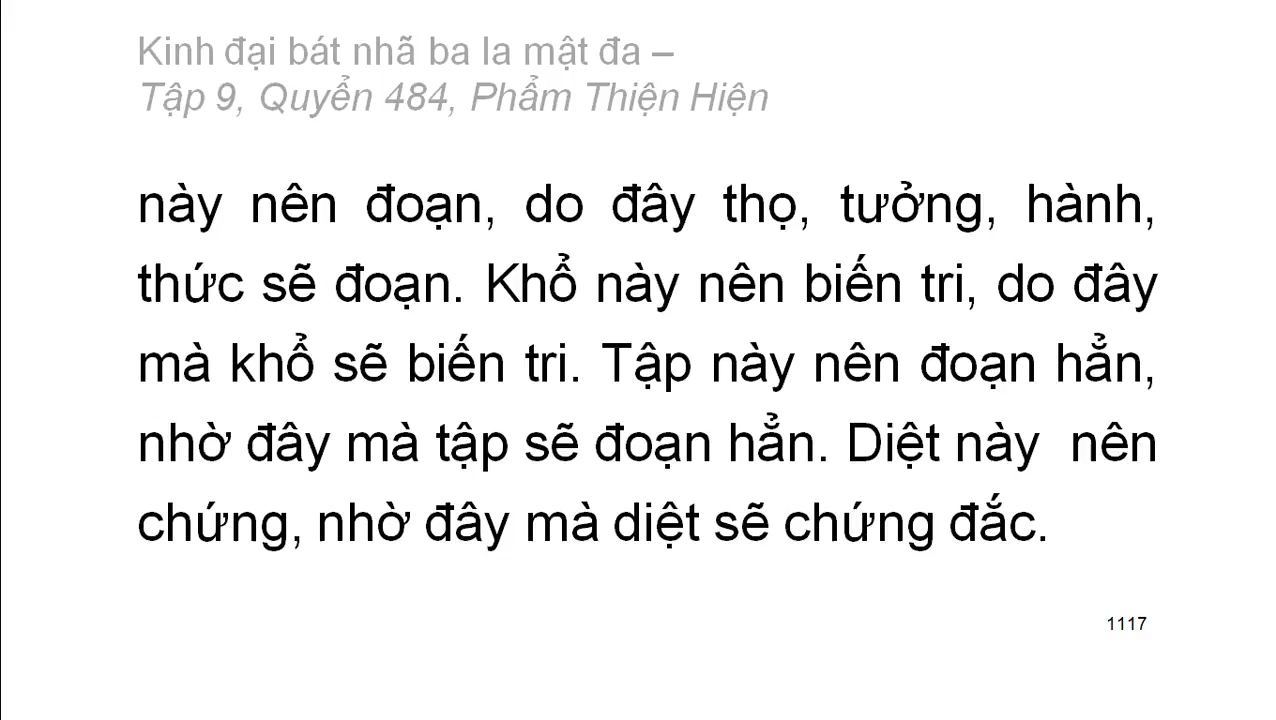 Kinh đại bát nhã ba la mật đa –
Tập 9, Quyển 484, Phẩm Thiện Hiện
này nên đoạn, do đây thọ, tưởng, hành,
thức sẽ đoạn. Khổ này nên biến tri, do đây
mà khổ sẽ biến tri. Tập này nên đoạn hẳn,
nhờ đây mà tập sẽ đoạn hẳn. Diệt này nên
chứng, nhờ đây mà diệt sẽ chứng đắc.
1117